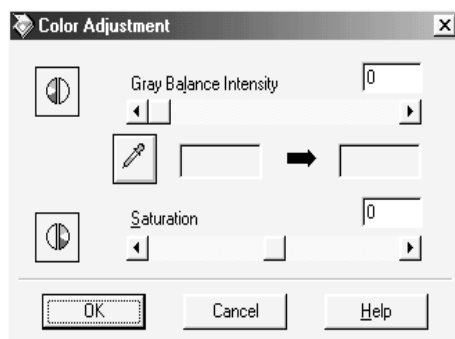 Color Adjustment
Gray Balance Intensity 0
Saturation 0
OK Cancel Help